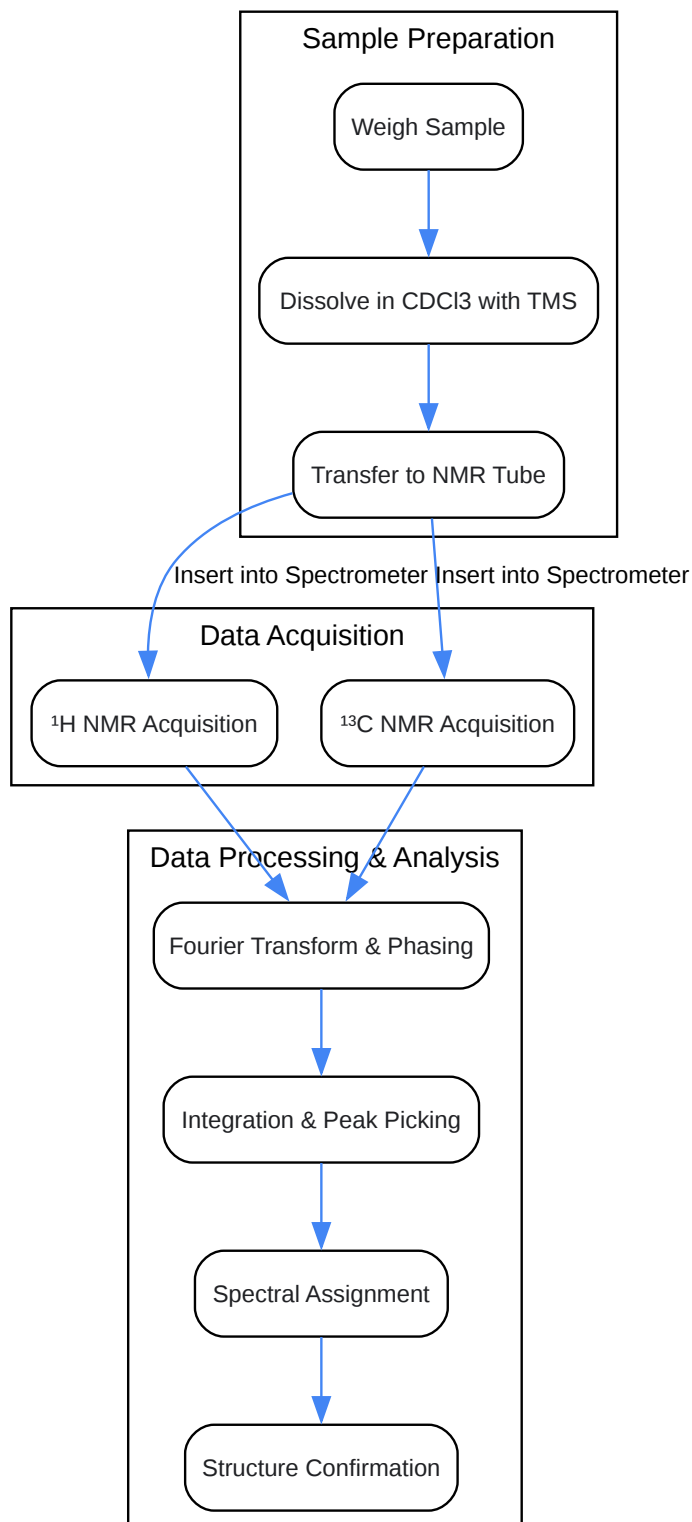 Sample Preparation
Weigh Sample
Dissolve in CDCl3 with TMS
Transfer to NMR Tube
Insert into Spectrometer
Insert into Spectrometer
Data Acquisition
¹H NMR Acquisition
¹³C NMR Acquisition
Data Processing & Analysis
Fourier Transform & Phasing
Integration & Peak Picking
Spectral Assignment
Structure Confirmation